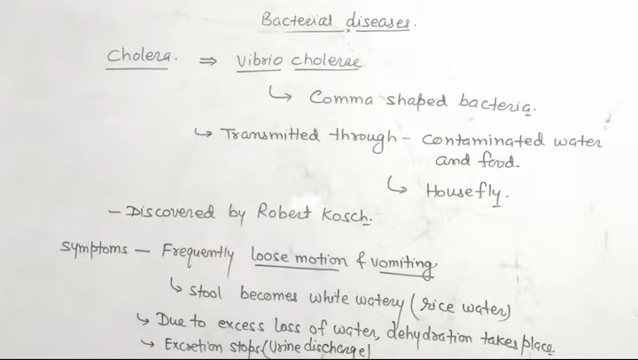 Bacterial diseases.
Cholera. ⇒ Vibrio cholerae
↳ Comma shaped bacteria.
↳ Transmitted through - contaminated water
and food.
↳ Housefly.
- Discovered by Robert Kosch.
Symptoms - Frequently loose motion & vomiting
↳ stool becomes white watery (rice water)
↳ Due to excess loss of water, dehydration takes place
↳ Excretion stops (Urine discharge)